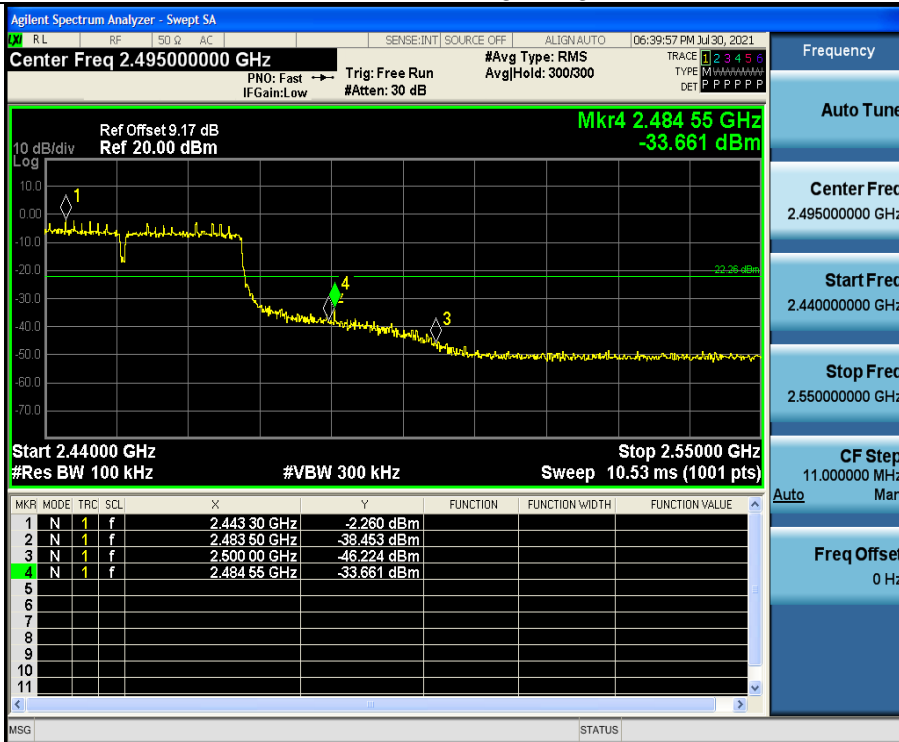 Agilent Spectrum Analyzer - Swept SA
LXI RL RF 50 Ω AC SENSE:INT SOURCE OFF ALIGN AUTO 06:39:57 PM Jul 30, 2021
Center Freq 2.495000000 GHz #Avg Type: RMS TRACE 1 2 3 4 5 6
PNO: Fast Trig: Free Run Avg|Hold: 300/300 TYPE M
IFGain:Low #Atten: 30 dB DET P P P P P P
Mkr4 2.484 55 GHz
Ref Offset 9.17 dB
10 dB/div Ref 20.00 dBm -33.661 dBm
Log
10.0
1
0.00
-10.0
-20.0
-22.26 dBm
4
-30.0
3
-40.0
-50.0
-60.0
-70.0
Start 2.44000 GHz Stop 2.55000 GHz
#Res BW 100 kHz #VBW 300 kHz Sweep 10.53 ms (1001 pts)
MKR MODE TRC SCL X Y FUNCTION FUNCTION WIDTH FUNCTION VALUE
1 N 1 f 2.443 30 GHz -2.260 dBm
2 N 1 f 2.483 50 GHz -38.453 dBm
3 N 1 f 2.500 00 GHz -46.224 dBm
4 N 1 f 2.484 55 GHz -33.661 dBm
5
6
7
8
9
10
11
MSG STATUS
Frequency
Auto Tune
Center Freq
2.495000000 GHz
Start Freq
2.440000000 GHz
Stop Freq
2.550000000 GHz
CF Step
11.000000 MHz
Auto Man
Freq Offset
0 Hz